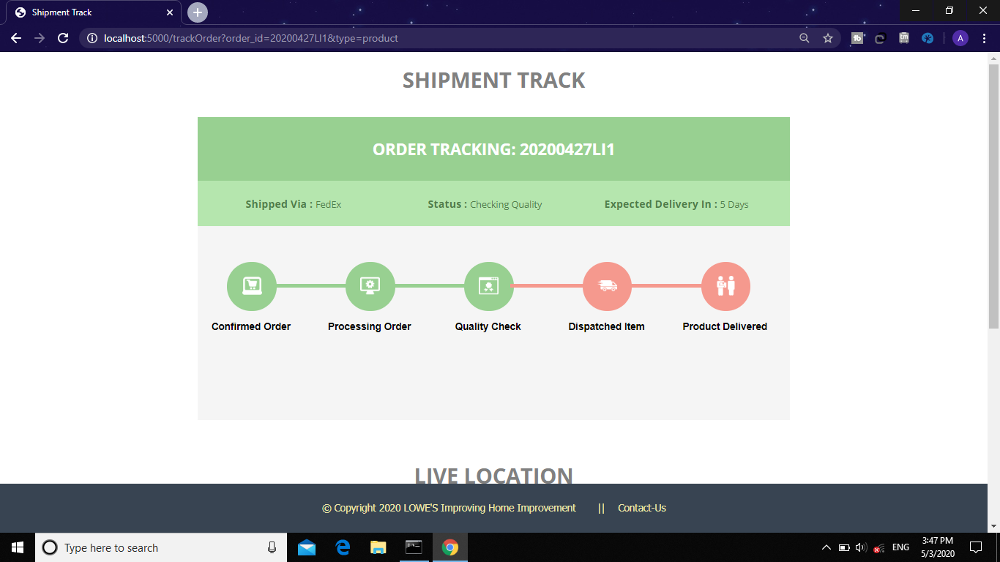 Shipment Track
localhost:5000/trackOrder?order_id=20200427LI1&type=product
tb
tm
A
SHIPMENT TRACK
ORDER TRACKING: 20200427LI1
Shipped Via : FedEx Status : Checking Quality Expected Delivery In : 5 Days
Confirmed Order Processing Order Quality Check Dispatched Item Product Delivered
LIVE LOCATION
© Copyright 2020 LOWE'S Improving Home Improvement || Contact-Us
Type here to search
ENG
3:47 PM
5/3/2020